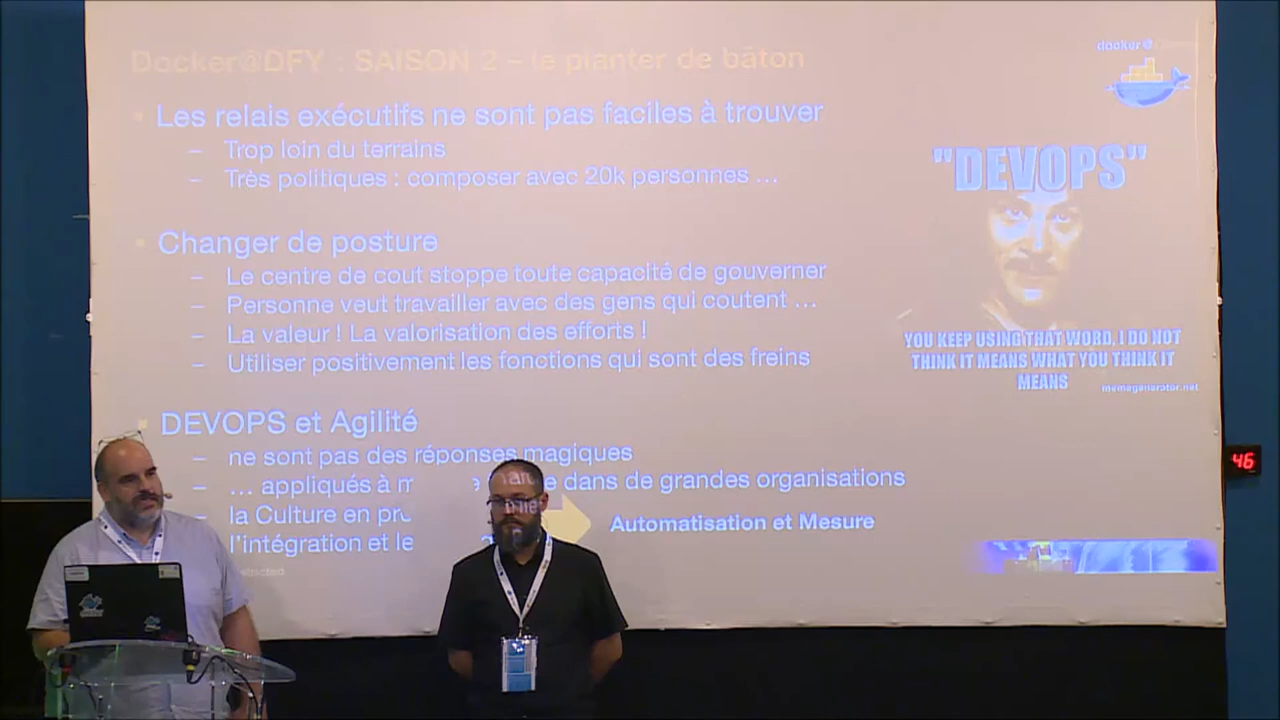 Docker@DFY : SAISON 2 – le planter de bâton
docker@
Les relais exécutifs ne sont pas faciles à trouver
– Trop loin du terrains
– Très politiques : composer avec 20k personnes …
"DEVOPS"
Changer de posture
– Le centre de cout stoppe toute capacité de gouverner
– Personne veut travailler avec des gens qui coutent …
– La valeur ! La valorisation des efforts !
– Utiliser positivement les fonctions qui sont des freins
YOU KEEP USING THAT WORD, I DO NOT
THINK IT MEANS WHAT YOU THINK IT
MEANS
memegenerator.net
DEVOPS et Agilité
– ne sont pas des réponses magiques
– … appliqués à dans de grandes organisations
– la Culture en
– l'intégration et le
Automatisation et Mesure
46